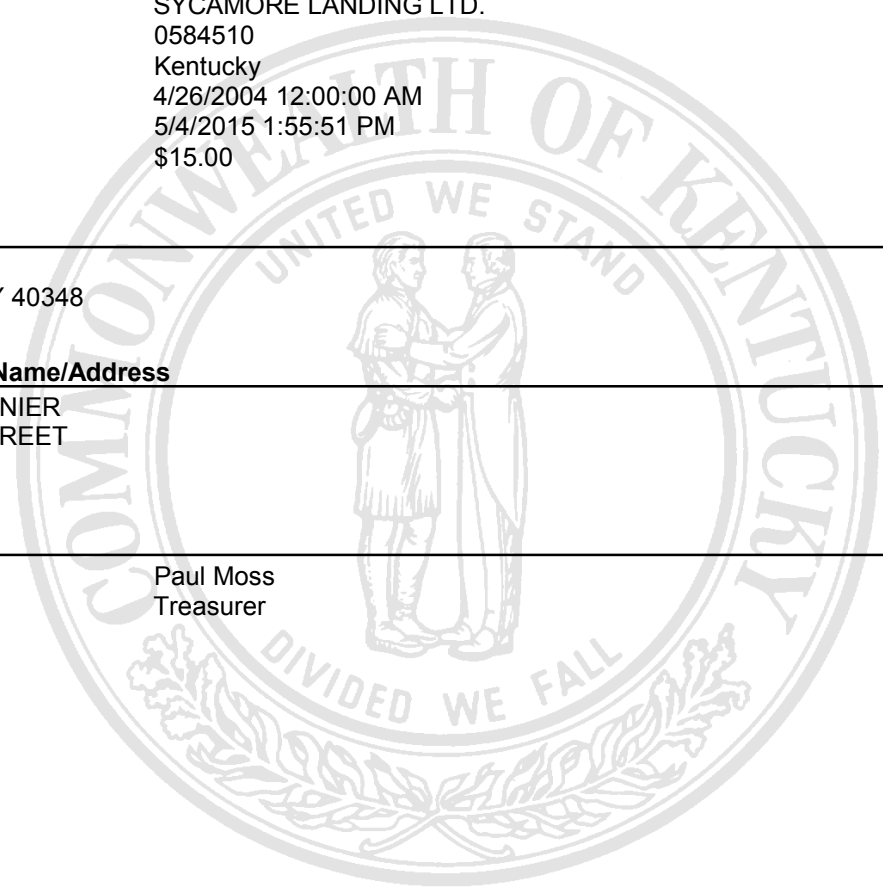 SYCAMORE LANDING LTD.
0584510
Kentucky
4/26/2004 12:00:00 AM
5/4/2015 1:55:51 PM
$15.00
COMMONWEALTH OF KENTUCKY
UNITED WE STAND
Y 40348
Name/Address
NIER
REET
Paul Moss
Treasurer
DIVIDED WE FALL